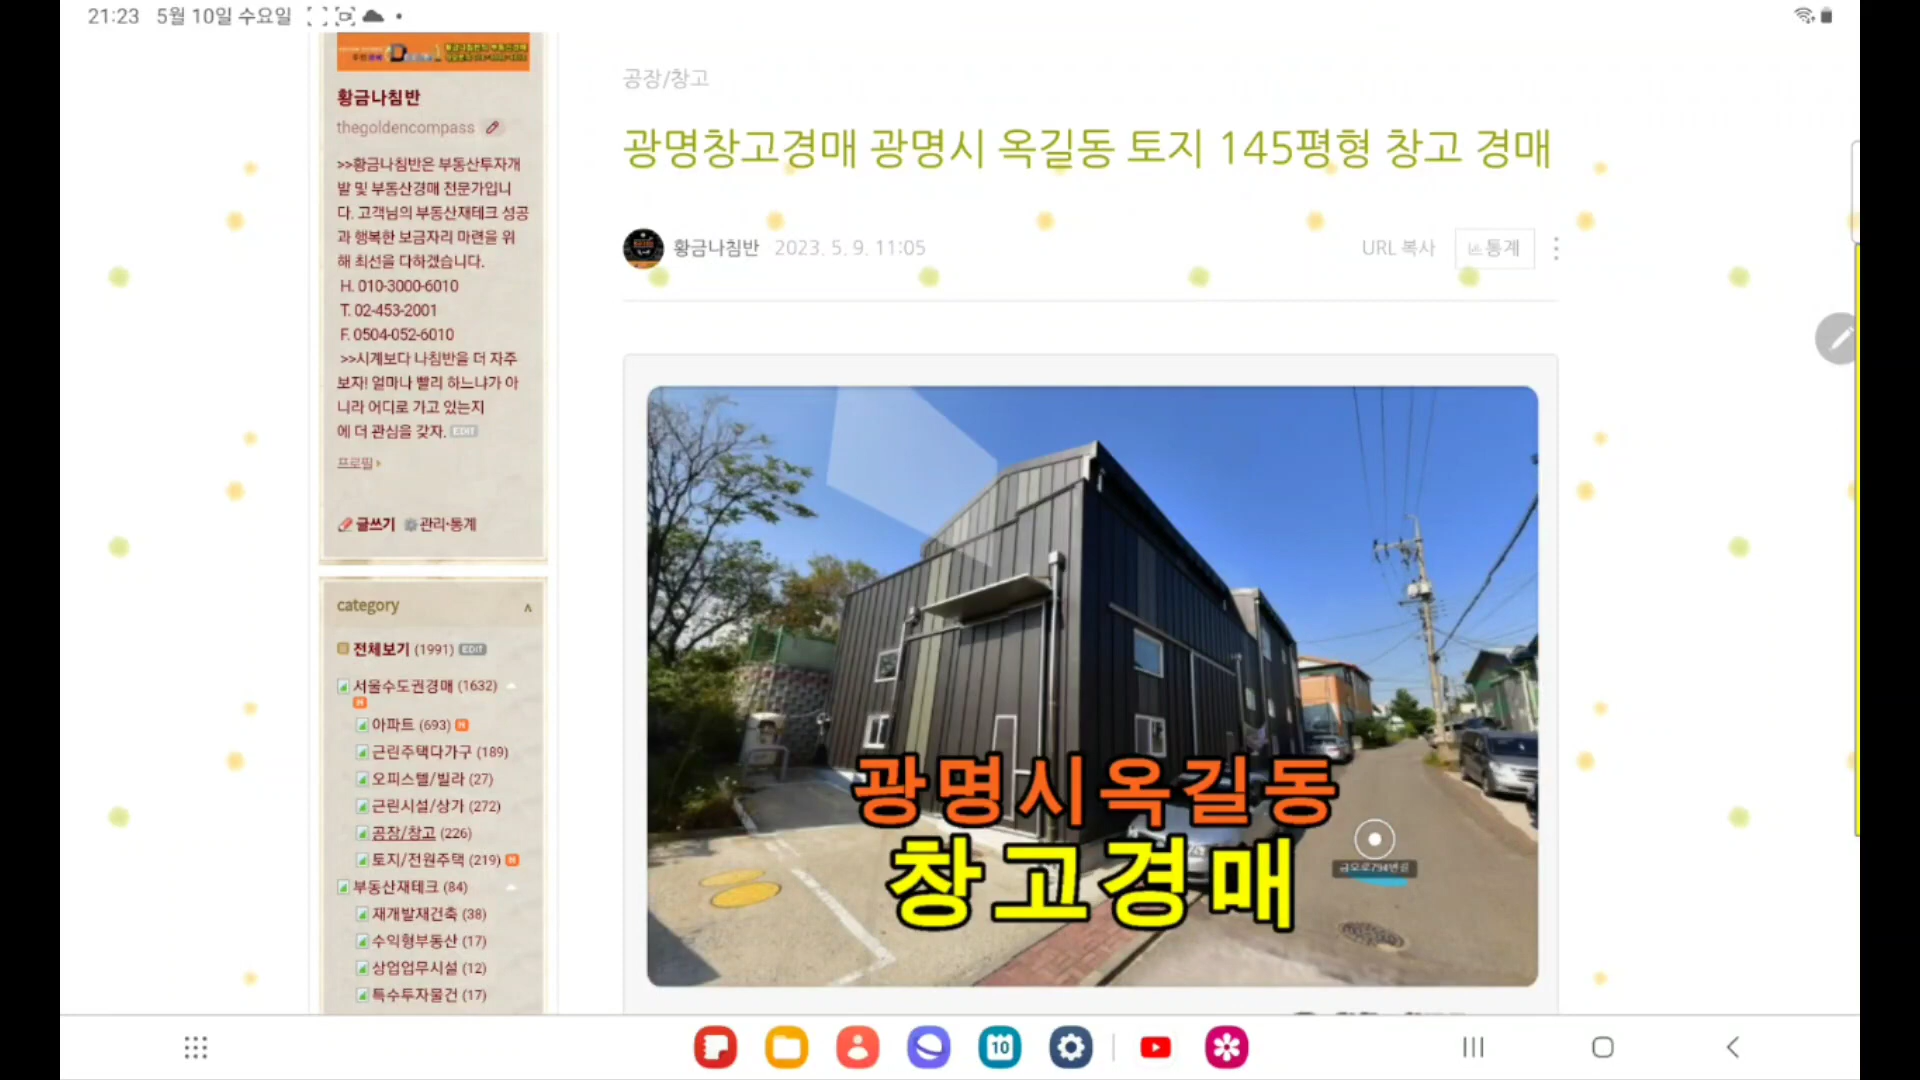 21:23 5월 10일 수요일
황금나침반
thegoldencompass
>>황금나침반은 부동산투자개
발 및 부동산경매 전문가입니
다. 고객님의 부동산재테크 성공
과 행복한 보금자리 마련을 위
해 최선을 다하겠습니다.
H. 010-3000-6010
T. 02-453-2001
F. 0504-052-6010
>>시계보다 나침반을 더 자주
보자! 얼마나 빨리 하느냐가 아
니라 어디로 가고 있는지
에 더 관심을 갖자. EDIT
프로필
글쓰기 관리·통계
category
전체보기 (1991) EDIT
서울수도권경매 (1632)
N
아파트 (693) N
근린주택다가구 (189)
오피스텔/빌라 (27)
근린시설/상가 (272)
공장/창고 (226)
토지/전원주택 (219) N
부동산재테크 (84)
재개발재건축 (38)
수익형부동산 (17)
상업업무시설 (12)
특수투자물건 (17)
공장/창고
광명창고경매 광명시 옥길동 토지 145평형 창고 경매
황금나침반 2023. 5. 9. 11:05
URL 복사 통계
광명시옥길동
창고경매
금오로794번길
10